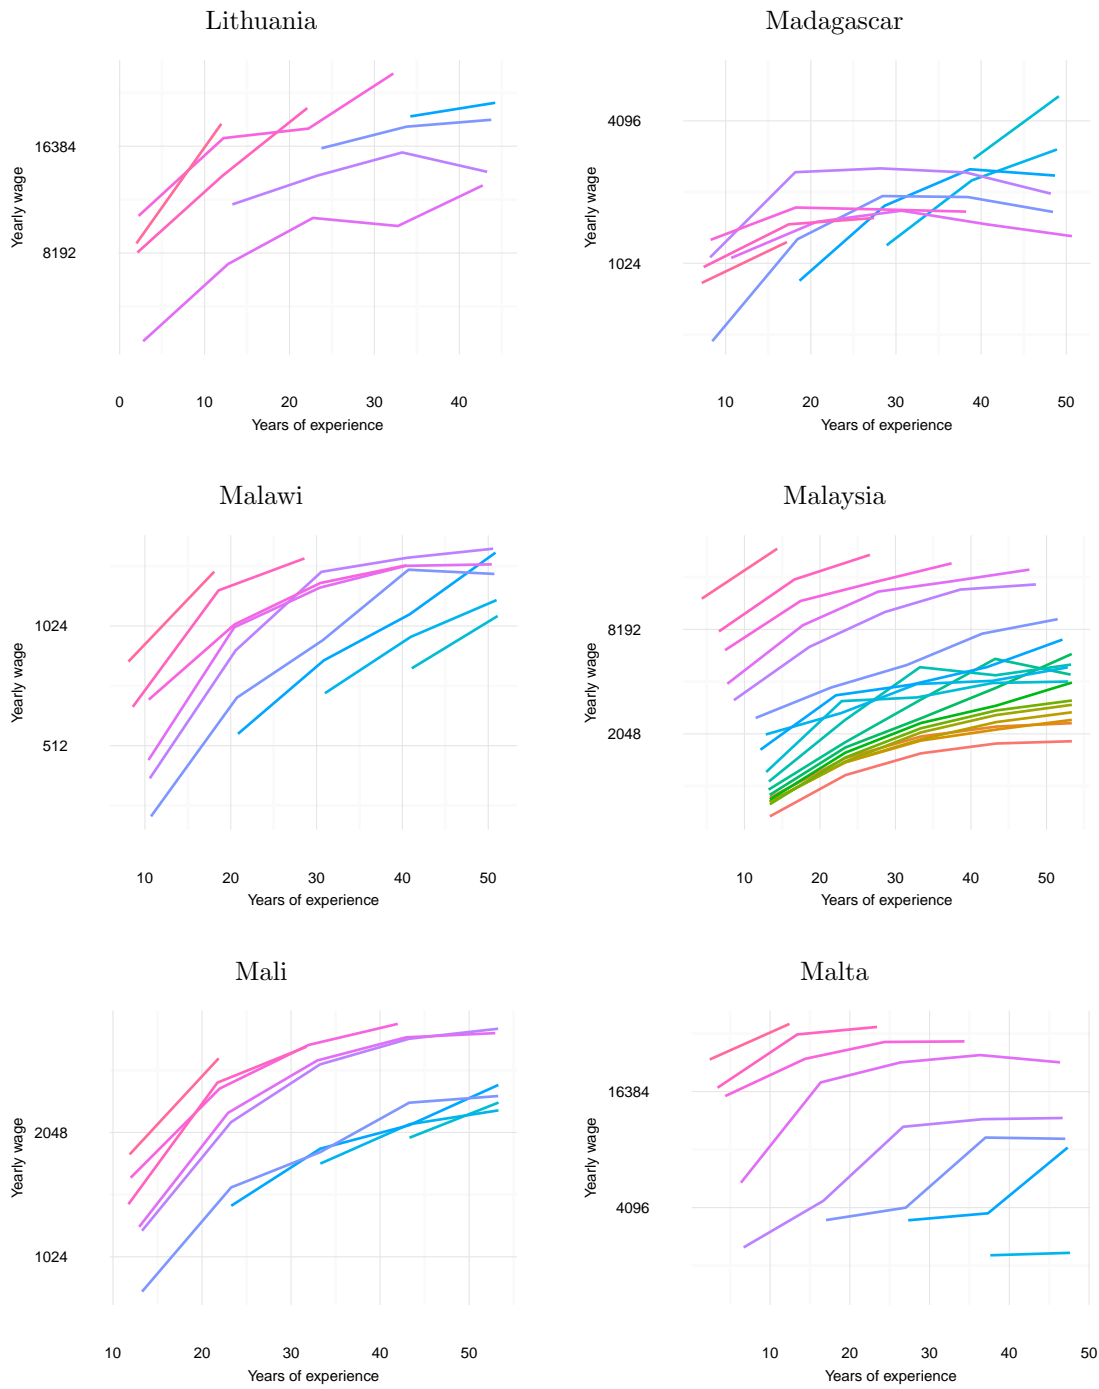 Lithuania
Yearly wage
16384
8192
0 10 20 30 40
Years of experience
Madagascar
Yearly wage
4096
1024
10 20 30 40 50
Years of experience
Malawi
Yearly wage
1024
512
10 20 30 40 50
Years of experience
Malaysia
Yearly wage
8192
2048
10 20 30 40 50
Years of experience
Mali
Yearly wage
2048
1024
10 20 30 40 50
Years of experience
Malta
Yearly wage
16384
4096
10 20 30 40 50
Years of experience